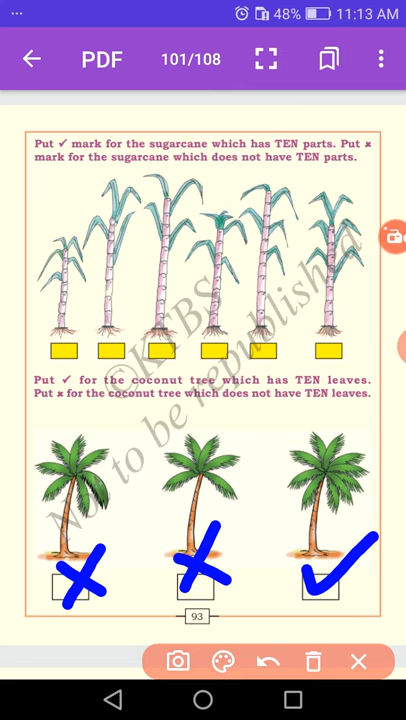 48% 11:13 AM
PDF 101/108
Put ✓ mark for the sugarcane which has TEN parts. Put ×
mark for the sugarcane which does not have TEN parts.
©KTBS
Not to be republished
Put ✓ for the coconut tree which has TEN leaves.
Put × for the coconut tree which does not have TEN leaves.
93